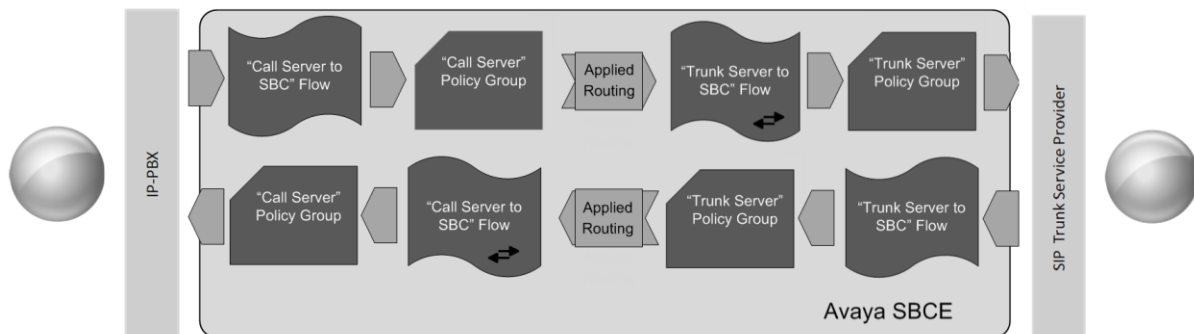 IP-PBX
“Call Server to
SBC” Flow
“Call Server”
Policy Group
Applied
Routing
“Trunk Server to
SBC” Flow
“Trunk Server”
Policy Group
“Call Server”
Policy Group
“Call Server to
SBC” Flow
Applied
Routing
“Trunk Server”
Policy Group
“Trunk Server to
SBC” Flow
Avaya SBCE
SIP Trunk Service Provider